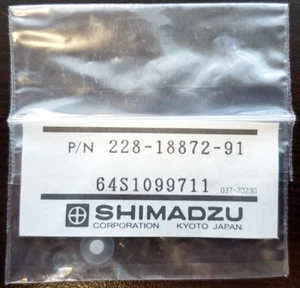 P/N 228-18872-91
64S1099711 037-70230
SHIMADZU
CORPORATION KYOTO JAPAN